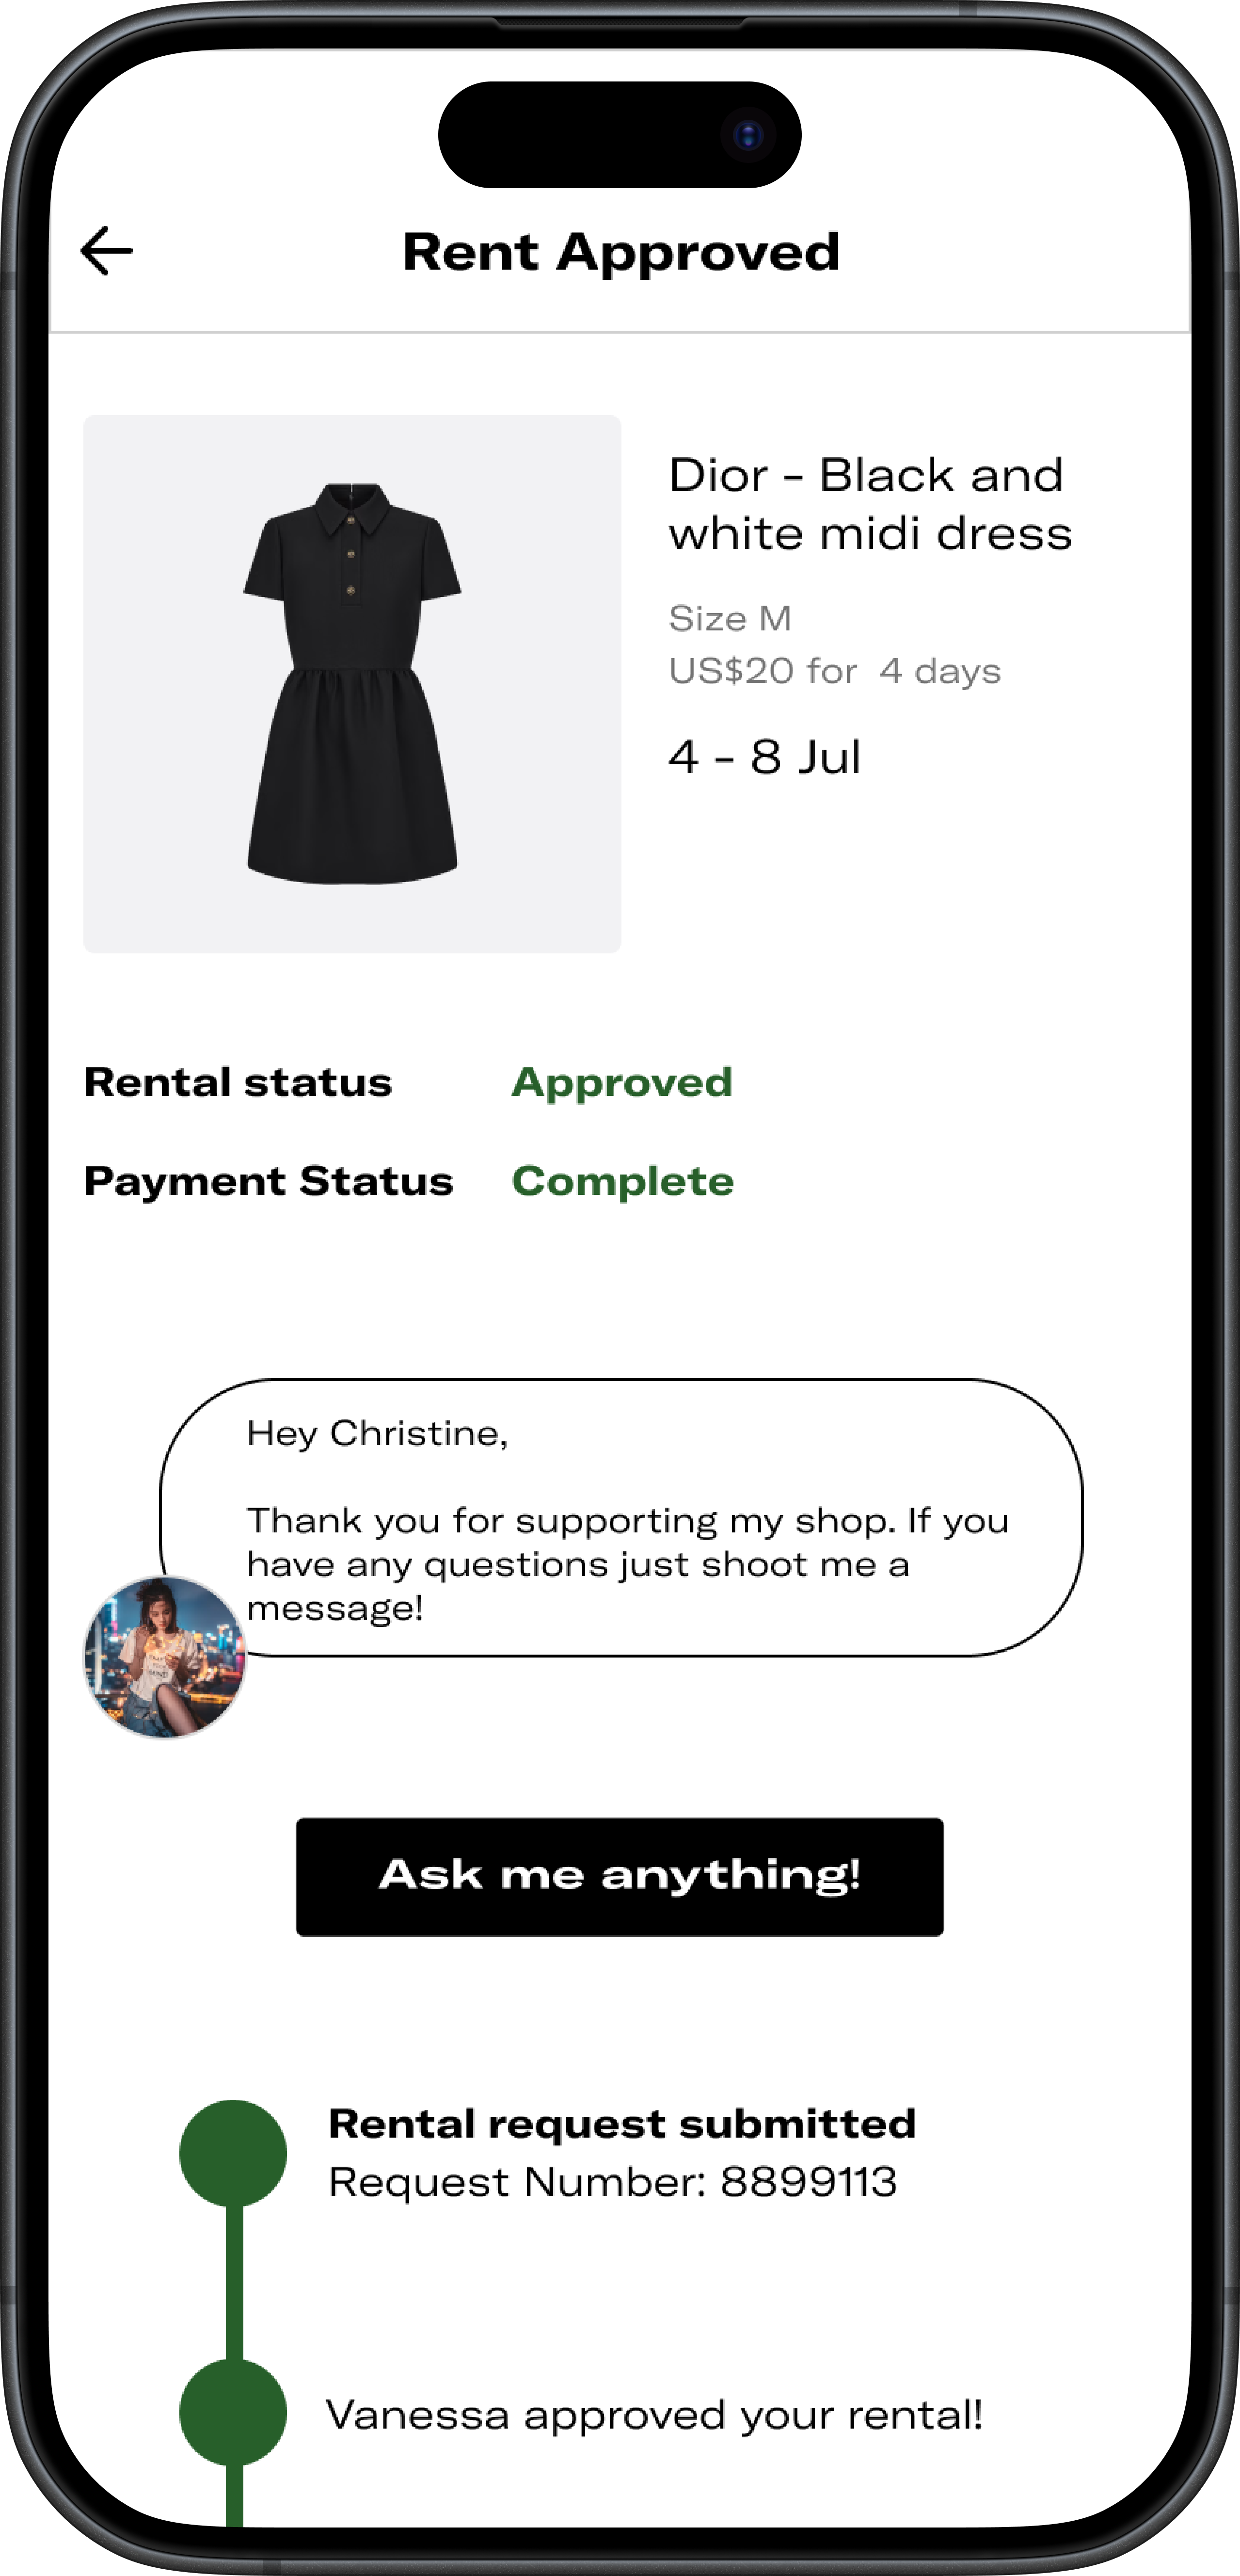 Rent Approved
Dior - Black and
white midi dress
Size M
US$20 for  4 days
4 - 8 Jul
Rental status
Approved
Payment Status
Complete
Hey Christine,
Thank you for supporting my shop. If you
have any questions just shoot me a
message!
Ask me anything!
Rental request submitted
Request Number: 8899113
Vanessa approved your rental!